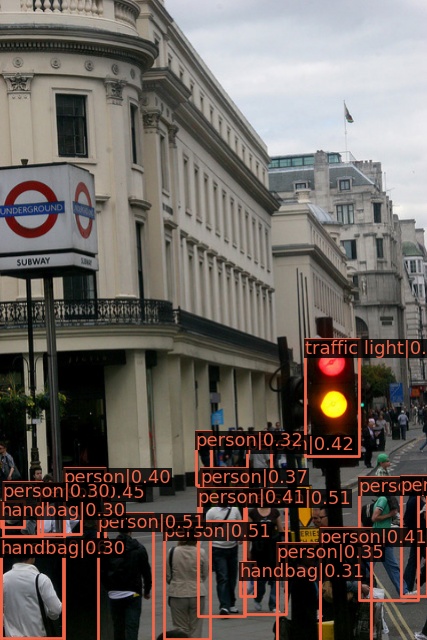 UNDERGROUND
SUBWAY
traffic light|0.
|0.42
person|0.32
person|0.37
person|0.40
person|0.41|0.51
person|0.30|.45
handbag|0.30
person|0.51
person|0.51
person|0.41
person|0.35
handbag|0.30
handbag|0.31